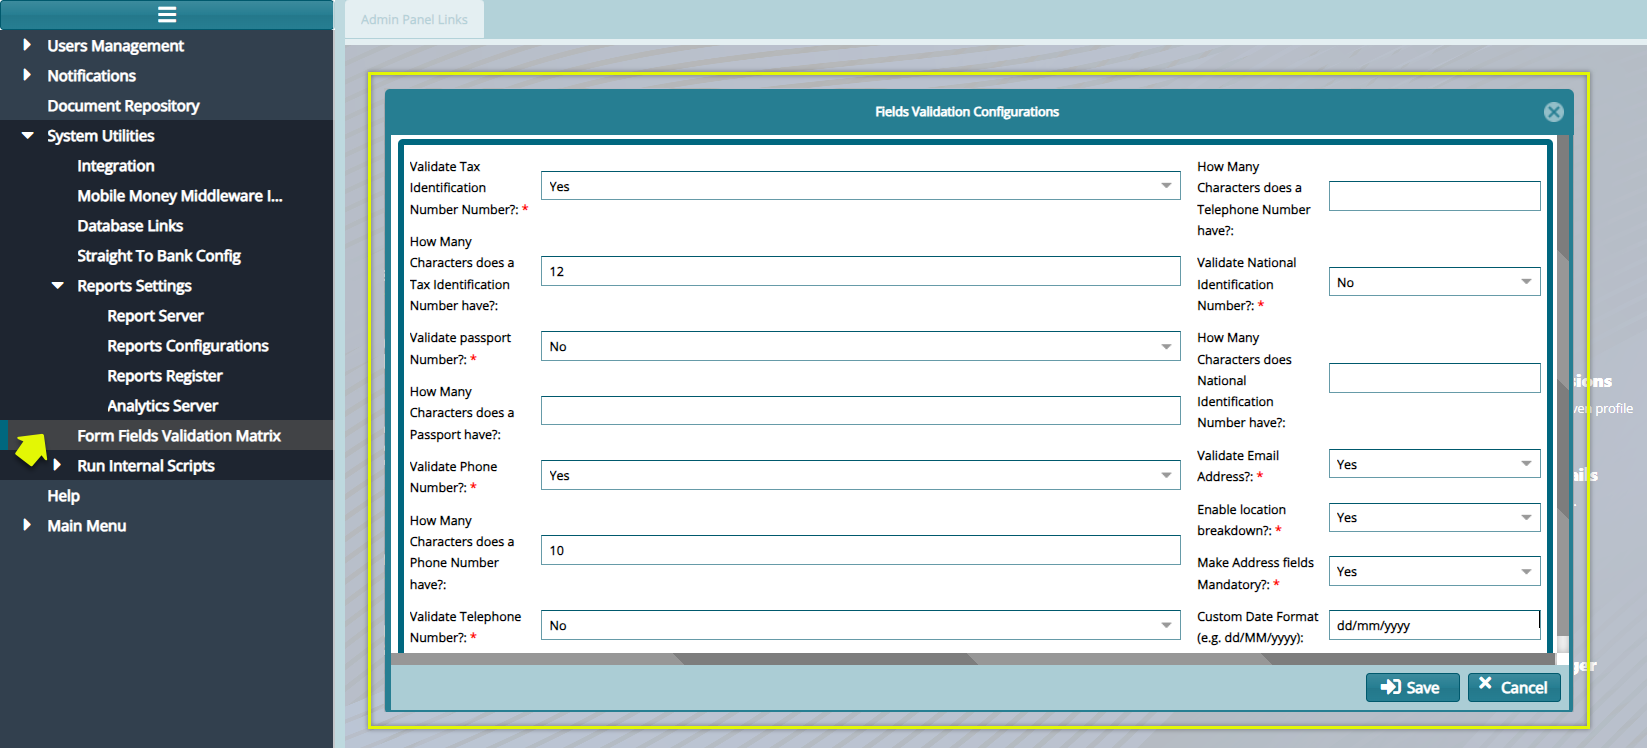 Admin Panel Links
Users Management
Notifications
Document Repository
System Utilities
Integration
Mobile Money Middleware I...
Database Links
Straight To Bank Config
Reports Settings
Report Server
Reports Configurations
Reports Register
Analytics Server
Form Fields Validation Matrix
Run Internal Scripts
Help
Main Menu
Fields Validation Configurations
Validate Tax
Identification
Number Number?: *
Yes
How Many
Characters does a
Tax Identification
Number have?:
12
Validate passport
Number?: *
No
How Many
Characters does a
Passport have?:
Validate Phone
Number?: *
Yes
How Many
Characters does a
Phone Number
have?:
10
Validate Telephone
Number?: *
No
How Many
Characters does a
Telephone Number
have?:
Validate National
Identification
Number?: *
No
How Many
Characters does
National
Identification
Number have?:
Validate Email
Address?: *
Yes
Enable location
breakdown?: *
Yes
Make Address fields
Mandatory?: *
Yes
Custom Date Format
(e.g. dd/MM/yyyy):
dd/mm/yyyy
profile
Save
Cancel